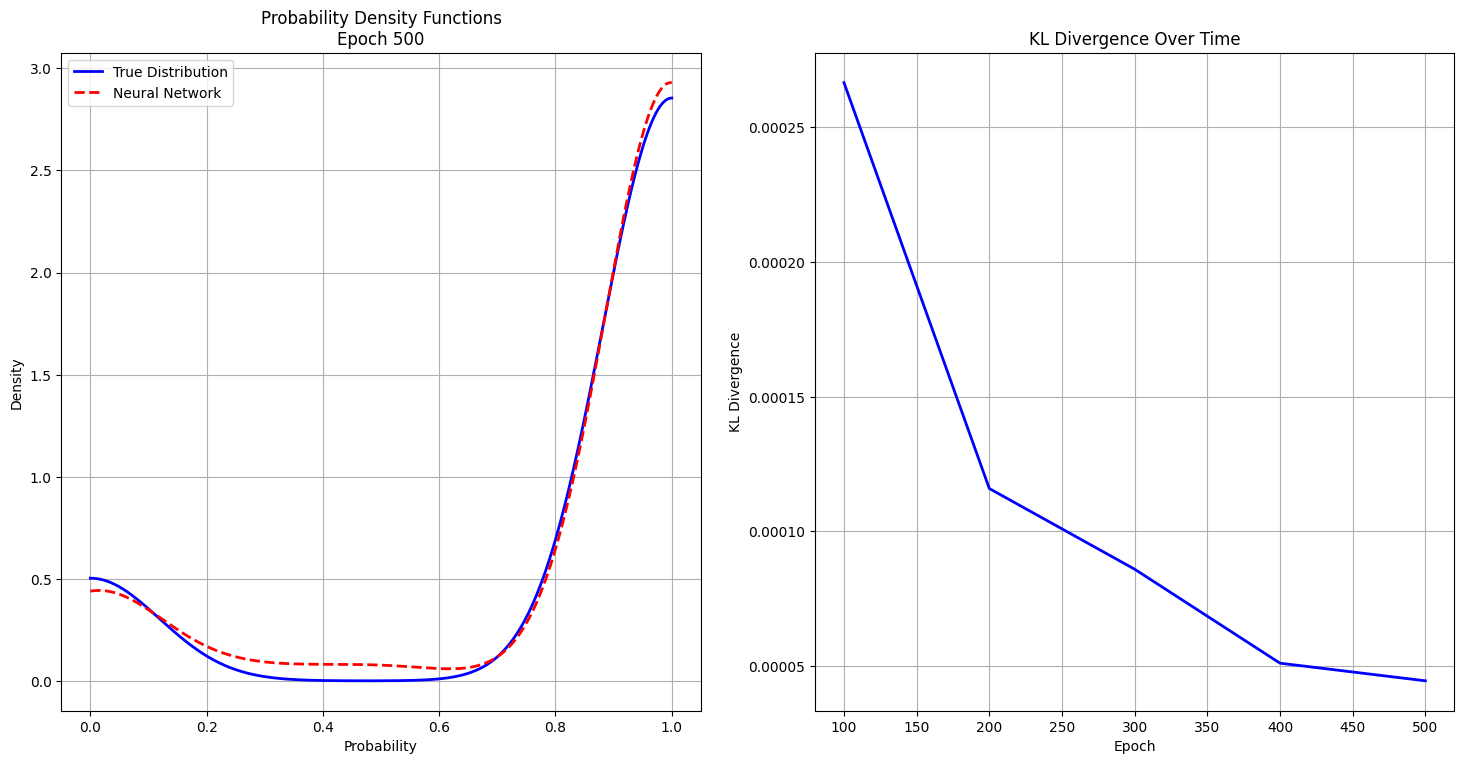 Probability Density Functions
Epoch 500
True Distribution
Neural Network
3.0
2.5
2.0
1.5
1.0
0.5
0.0
Density
0.0 0.2 0.4 0.6 0.8 1.0
Probability
KL Divergence Over Time
0.00025
0.00020
0.00015
0.00010
0.00005
KL Divergence
100 150 200 250 300 350 400 450 500
Epoch